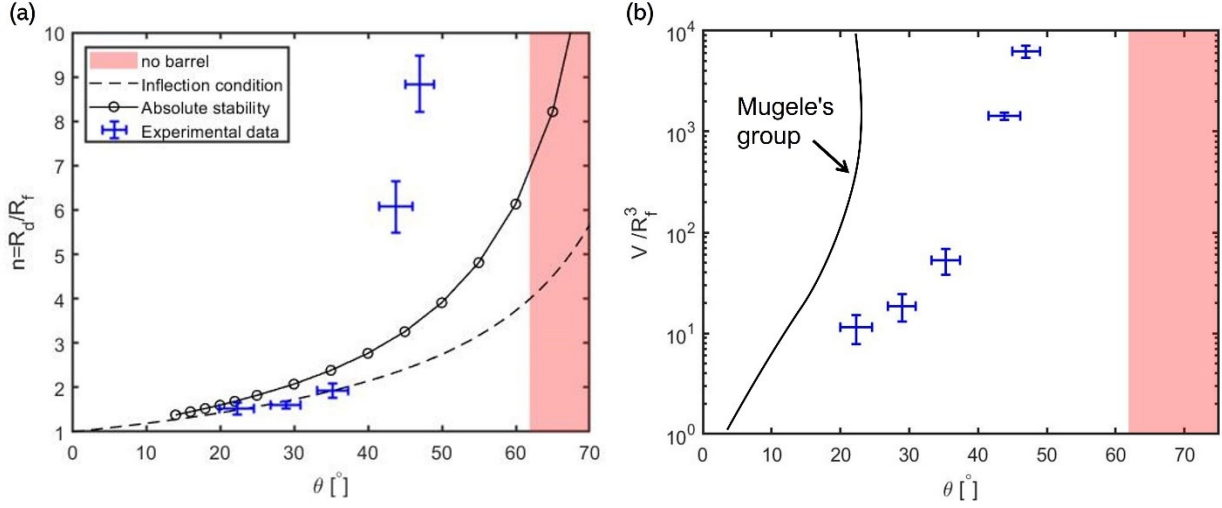 (a)
10
9
8
7
6
5
4
3
2
1
n=R_d/R_f
no barrel
Inflection condition
Absolute stability
Experimental data
0
10
20
30
40
50
60
70
θ [°]
(b)
10^4
10^3
10^2
10^1
10^0
V/R_f^3
Mugele's
group
0
10
20
30
40
50
60
70
θ [°]